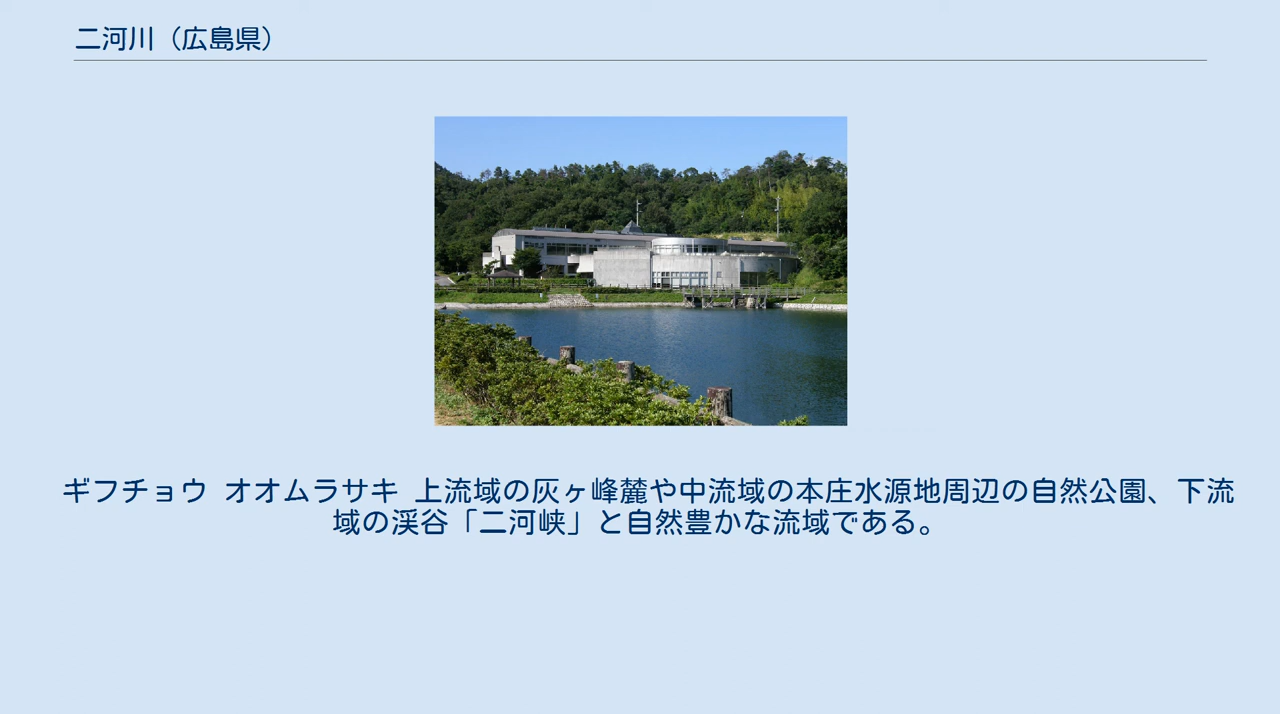 二河川（広島県）
ギフチョウ オオムラサキ 上流域の灰ヶ峰麓や中流域の本庄水源地周辺の自然公園、下流
域の渓谷「二河峡」と自然豊かな流域である。